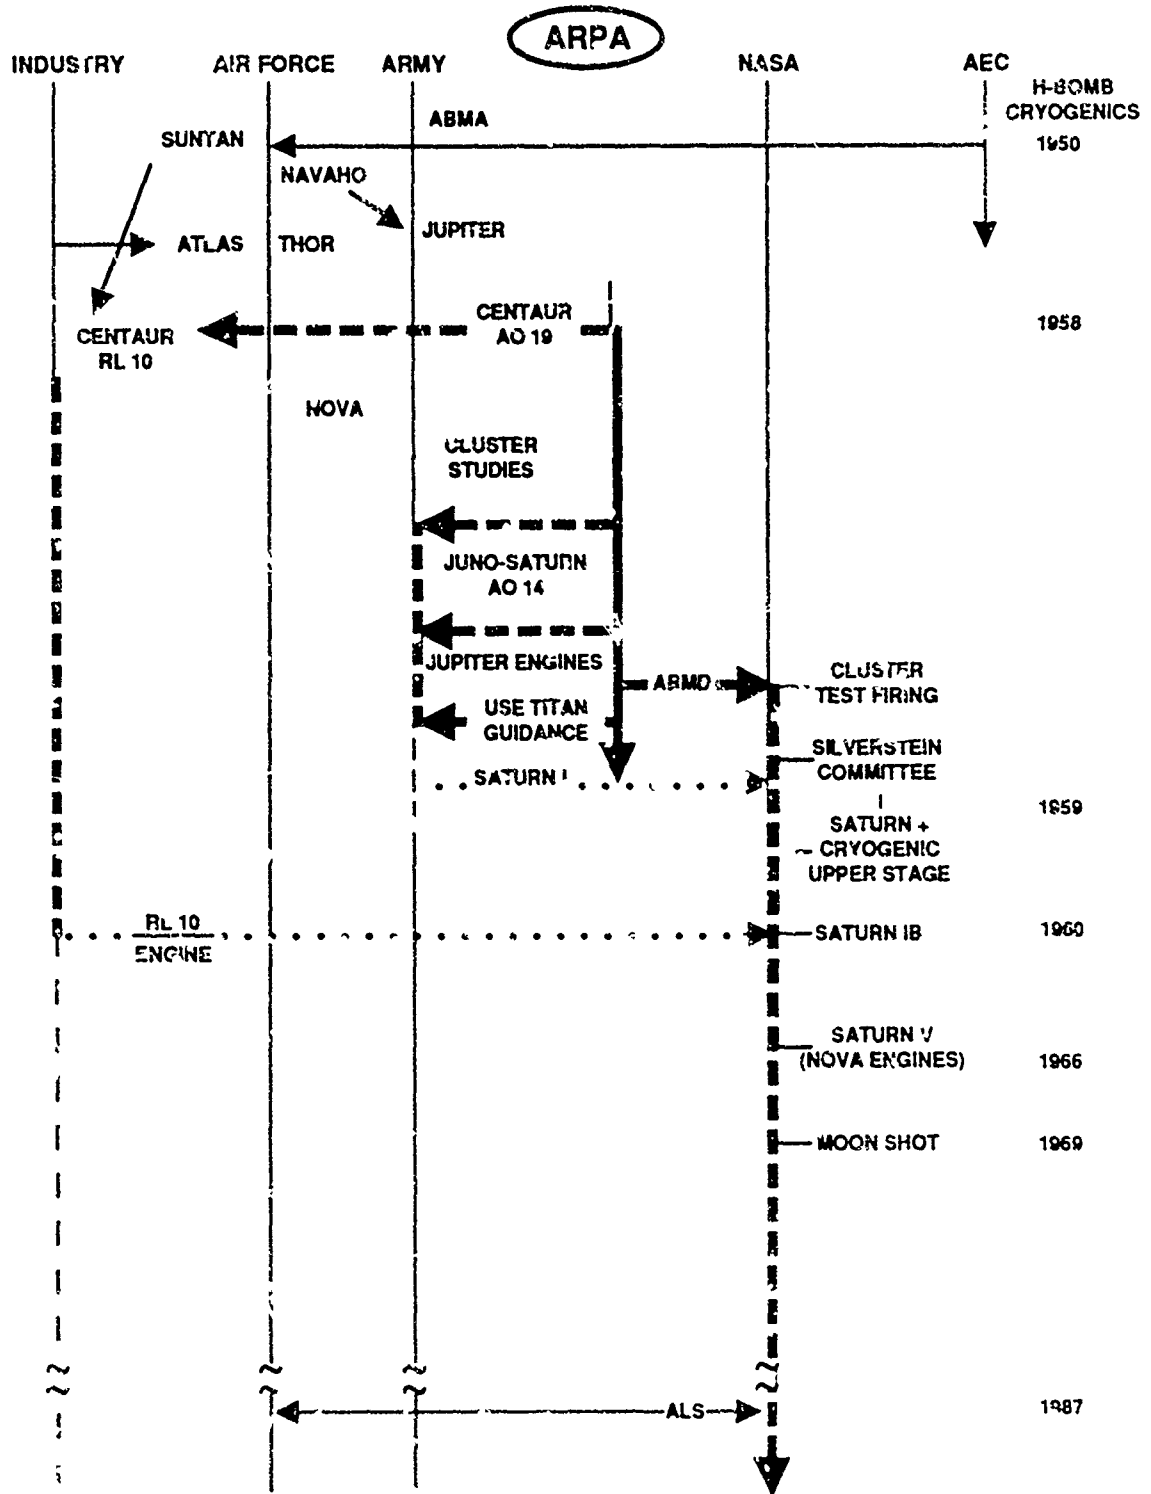 ARPA
INDUSTRY AIR FORCE ARMY NASA AEC
H-BOMB
CRYOGENICS
ABMA
SUNTAN
1950
NAVAHO
JUPITER
ATLAS THOR
CENTAUR
AO 19
1958
CENTAUR
RL 10
NOVA
CLUSTER
STUDIES
JUNO-SATURN
AO 14
JUPITER ENGINES
CLUSTER
TEST FIRING
USE TITAN
GUIDANCE
SILVERSTEIN
COMMITTEE
SATURN I
1959
SATURN +
CRYOGENIC
UPPER STAGE
RL 10
ENGINE
SATURN IB
1960
SATURN V
(NOVA ENGINES)
1966
MOON SHOT
1969
ALS
1987